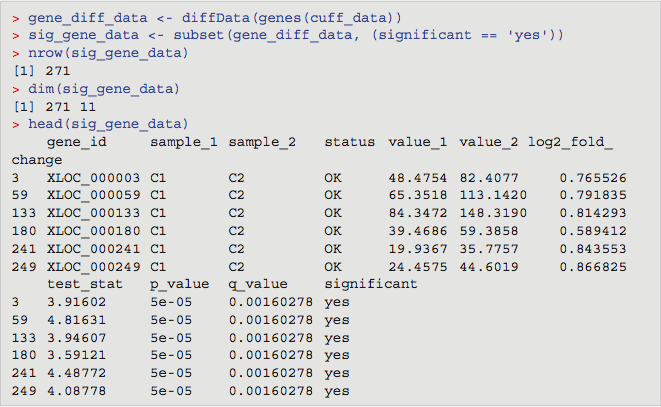 > gene_diff_data <- diffData(genes(cuff_data))
> sig_gene_data <- subset(gene_diff_data, (significant == 'yes'))
> nrow(sig_gene_data)
[1] 271
> dim(sig_gene_data)
[1] 271 11
> head(sig_gene_data)
gene_id sample_1 sample_2 status value_1 value_2 log2_fold_
change
3 XLOC_000003 C1 C2 OK 48.4754 82.4077 0.765526
59 XLOC_000059 C1 C2 OK 65.3518 113.1420 0.791835
133 XLOC_000133 C1 C2 OK 84.3472 148.3190 0.814293
180 XLOC_000180 C1 C2 OK 39.4686 59.3858 0.589412
241 XLOC_000241 C1 C2 OK 19.9367 35.7757 0.843553
249 XLOC_000249 C1 C2 OK 24.4575 44.6019 0.866825
test_stat p_value q_value significant
3 3.91602 5e-05 0.00160278 yes
59 4.81631 5e-05 0.00160278 yes
133 3.94607 5e-05 0.00160278 yes
180 3.59121 5e-05 0.00160278 yes
241 4.48772 5e-05 0.00160278 yes
249 4.08778 5e-05 0.00160278 yes